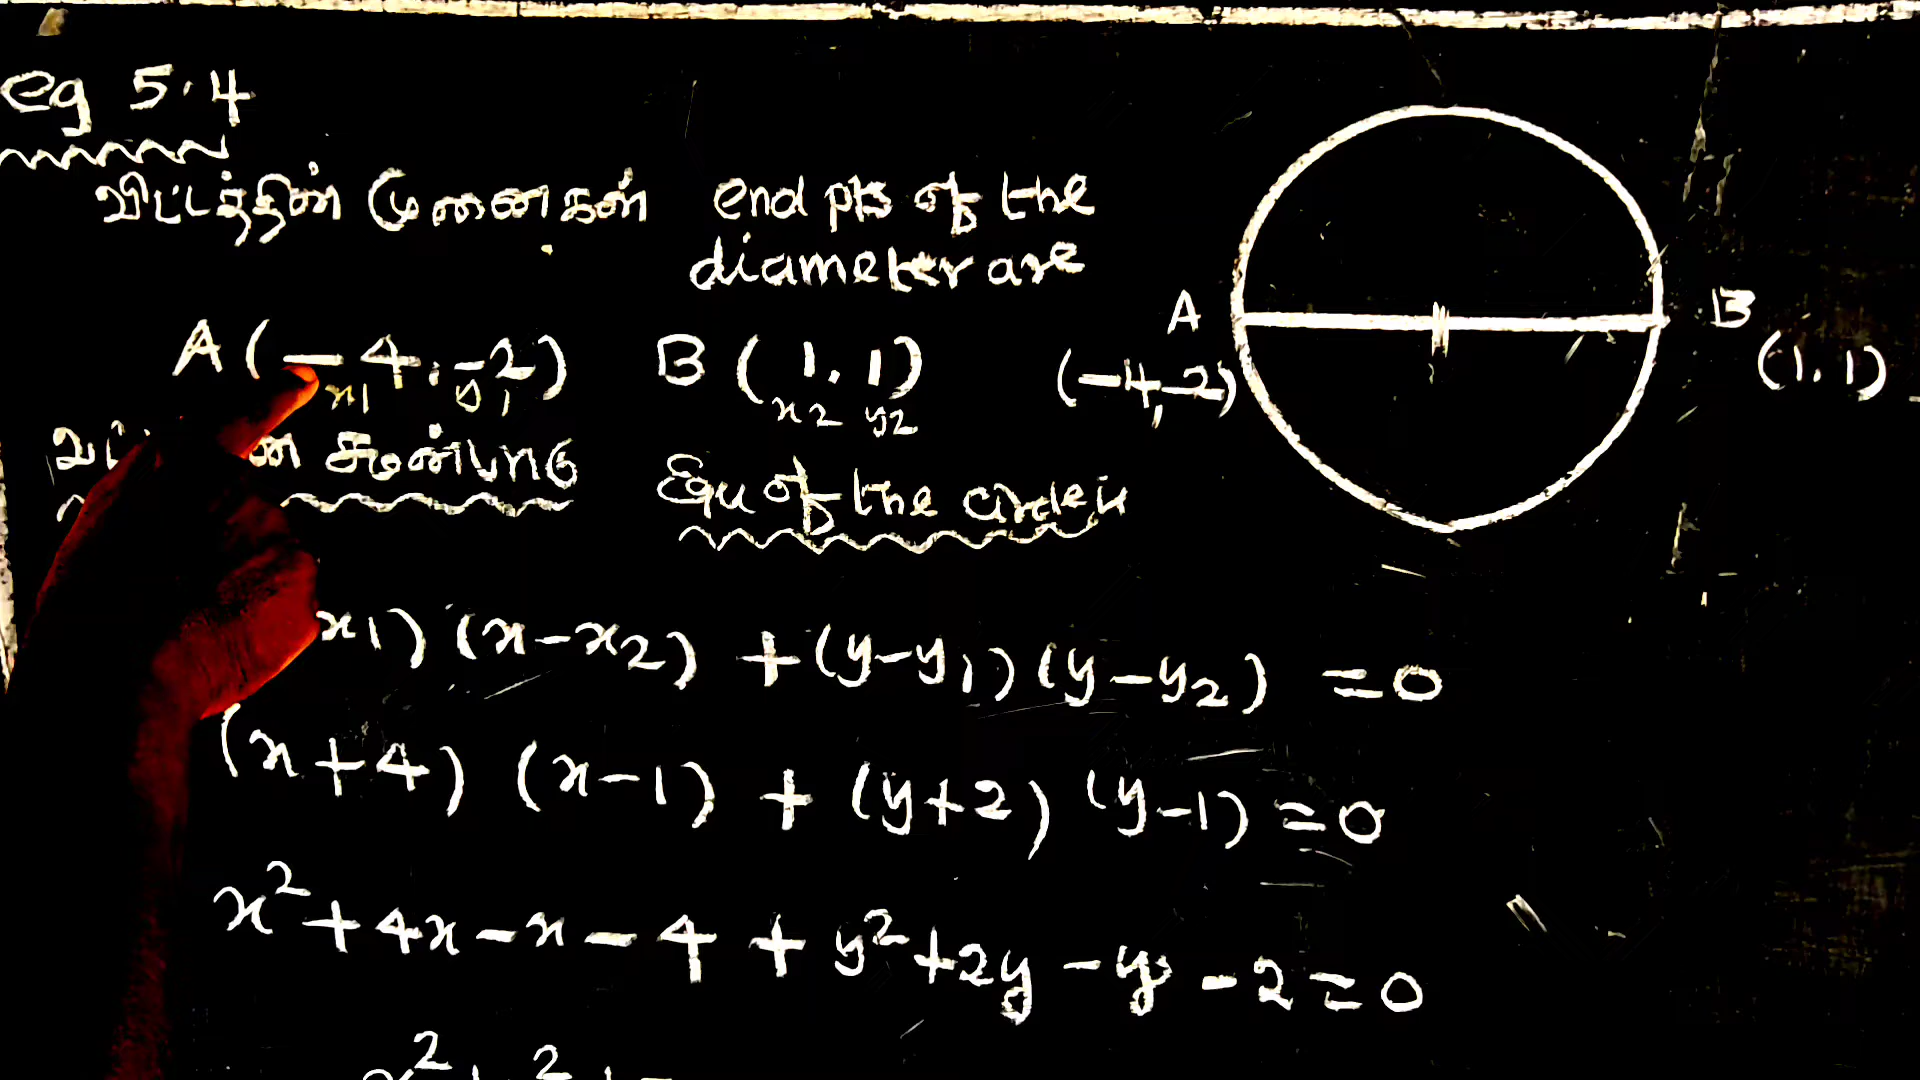 eg 5.4
விட்டத்தின் முனைகள் end pts of the
diameter are
A (-4, -2) B (1, 1)
x1 y1 x2 y2
சமன்பாடு Equ of the circle is
A B
(-4,-2) (1, 1)
x1) (x-x2) + (y-y1) (y-y2) =0
(x+4) (x-1) + (y+2) (y-1) =0
x²+4x-x-4 + y²+2y-y-2=0